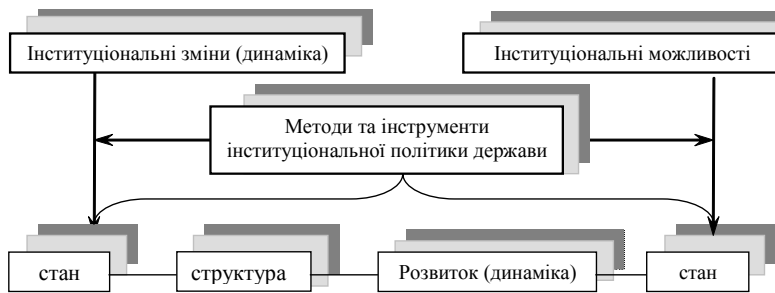 Інституціональні зміни (динаміка)
Інституціональні можливості
Методи та інструменти
інституціональної політики держави
стан
структура
Розвиток (динаміка)
стан